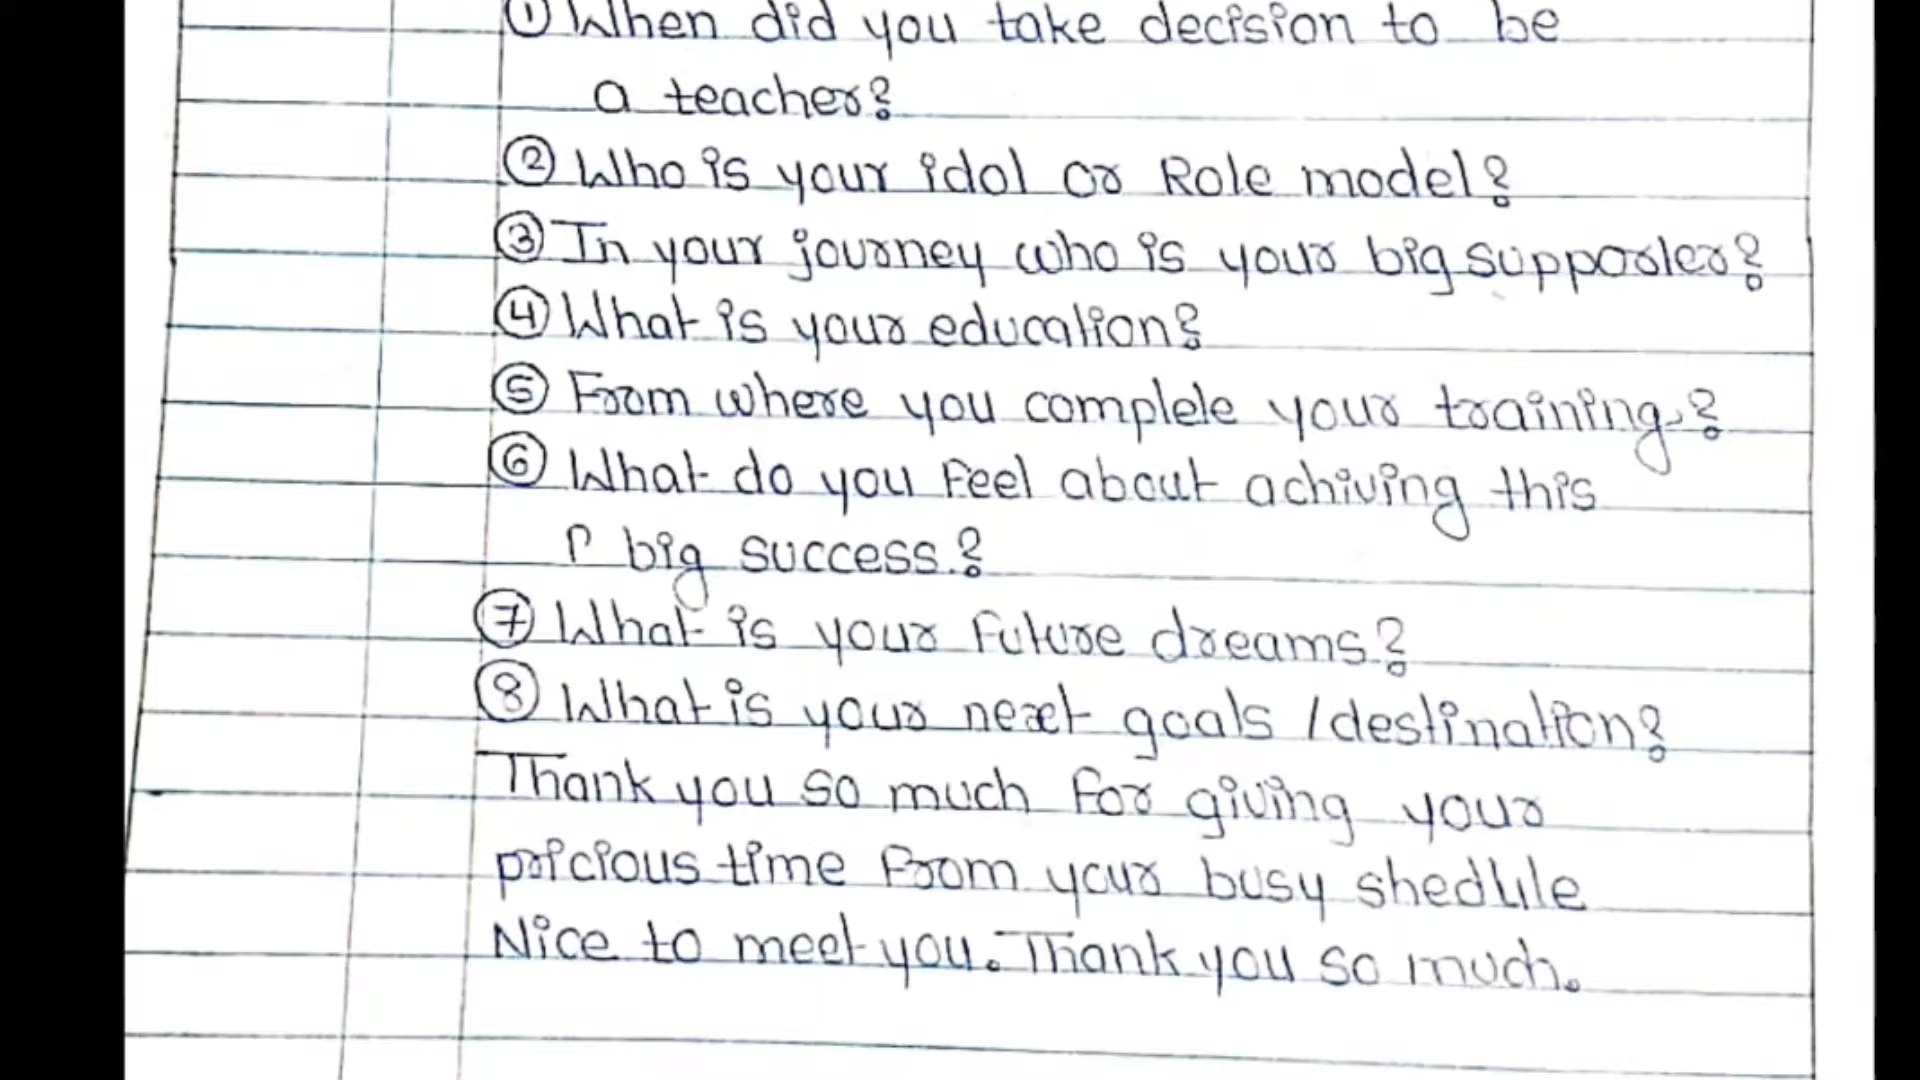 ① When did you take decision to be
a teacher?
② Who is your idol or Role model?
③ In your journey who is your big supporter?
④ What is your education?
⑤ From where you complete your training.?
⑥ What do you Feel about achiving this
big success.?
⑦ What is your Future dreams.?
⑧ What is your next goals / destination?
Thank you so much For giving your
pricious time From your busy shedule
Nice to meet you. Thank you so much.